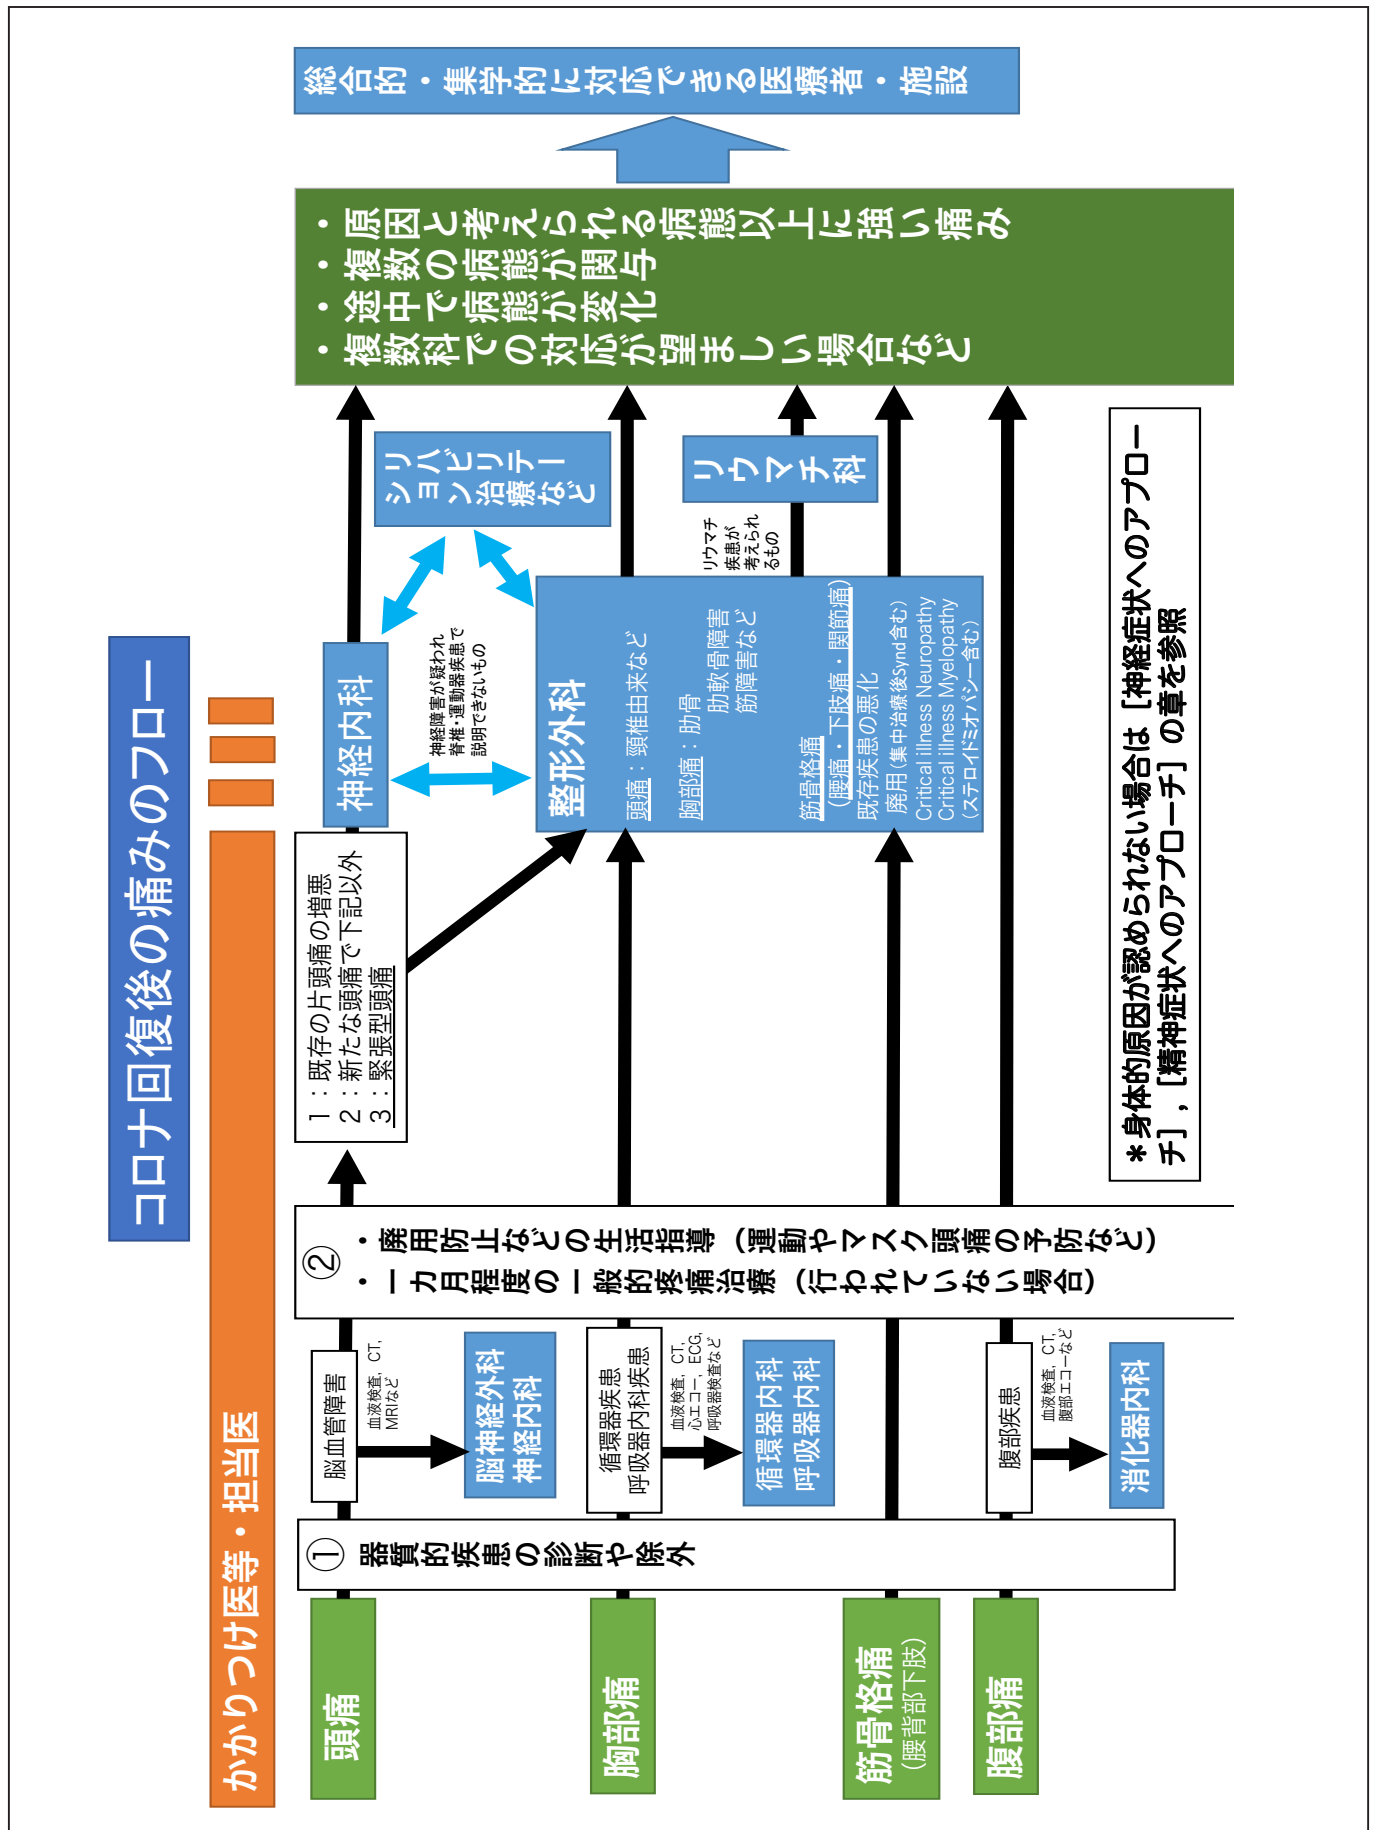 コロナ回復後の痛みのフロー
かかりつけ医等・担当医
頭痛
胸部痛
筋骨格痛
（腰背部下肢）
腹部痛
① 器質的疾患の診断や除外
脳血管障害
血液検査，CT，
MRIなど
脳神経外科
神経内科
循環器疾患
呼吸器内科疾患
血液検査，CT，
心エコー，ECG，
呼吸器検査など
循環器内科
呼吸器内科
腹部疾患
血液検査，CT，
腹部エコーなど
消化器内科
② ・廃用防止などの生活指導（運動やマスク頭痛の予防など）
・一カ月程度の一般的疼痛治療（行われていない場合）
1：既存の片頭痛の増悪
2：新たな頭痛で下記以外
3：緊張型頭痛
神経内科
神経障害が疑われ
脊椎・運動器疾患で
説明できないもの
リハビリテー
ション治療など
整形外科
頭痛：頸椎由来など
胸部痛：肋骨
肋軟骨障害
筋障害など
筋骨格痛
（腰痛・下肢痛・関節痛）
既存疾患の悪化
廃用（集中治療後Synd含む）
Critical illness Neuropathy
Critical illness Myelopathy
（ステロイドミオパシー含む）
リウマチ
疾患が
考えられ
るもの
リウマチ科
・原因と考えられる病態以上に強い痛み
・複数の病態が関与
・途中で病態が変化
・複数科での対応が望ましい場合など
総合的・集学的に対応できる医療者・施設
＊身体的原因が認められない場合は［神経症状へのアプロー
チ］，［精神症状へのアプローチ］の章を参照